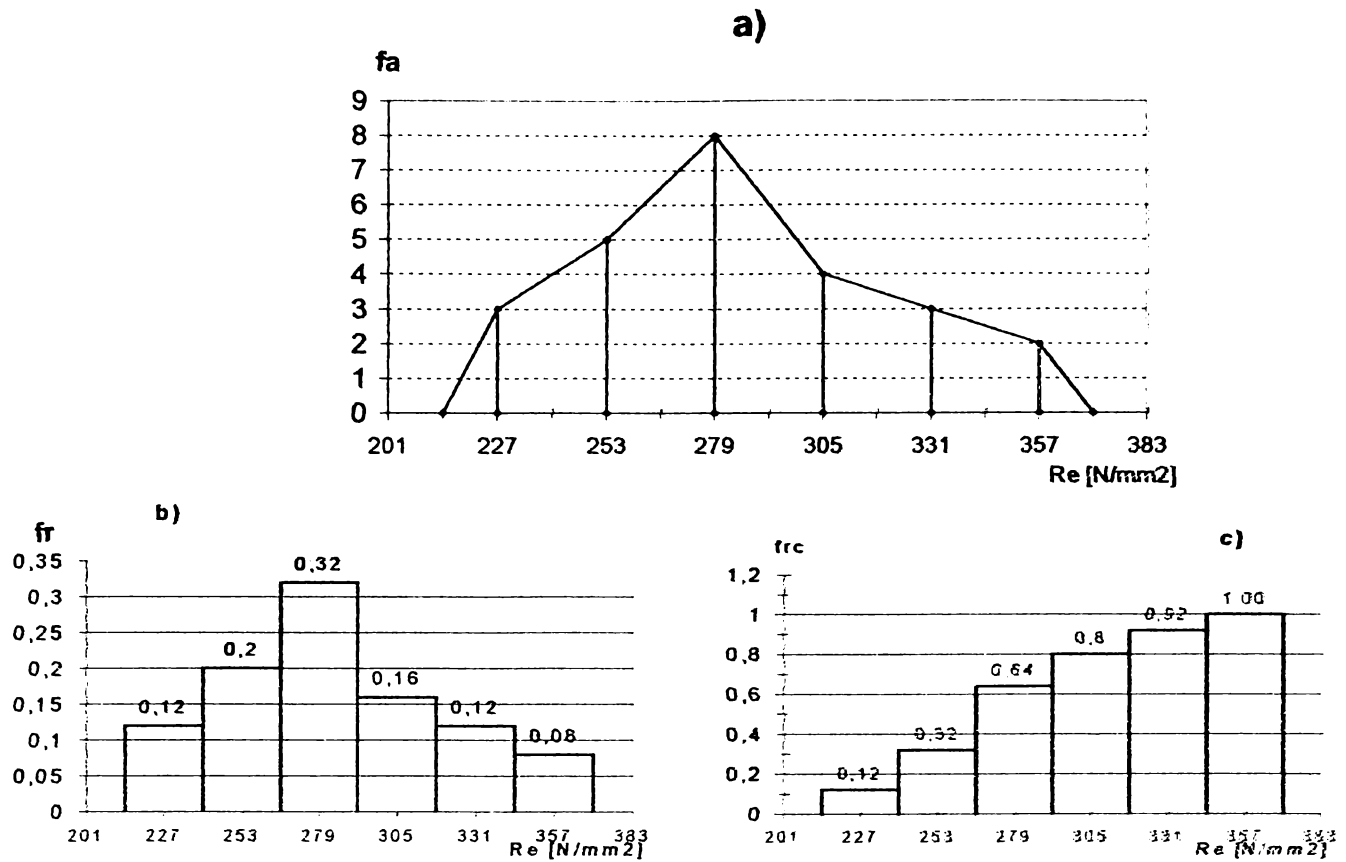 a)
fa
9
8
7
6
5
4
3
2
1
0
201 227 253 279 305 331 357 383
Re [N/mm2]
b)
fr
0,35
0,3
0,25
0,2
0,15
0,1
0,05
0
0,12 0,2 0,32 0,16 0,12 0,08
201 227 253 279 305 331 357 383
Re [N/mm2]
c)
frc
1,2
1
0,8
0,6
0,4
0,2
0
0,12 0,32 0,64 0,8 0,92 1,00
201 227 253 279 305 331 357 383
Re [N/mm2]